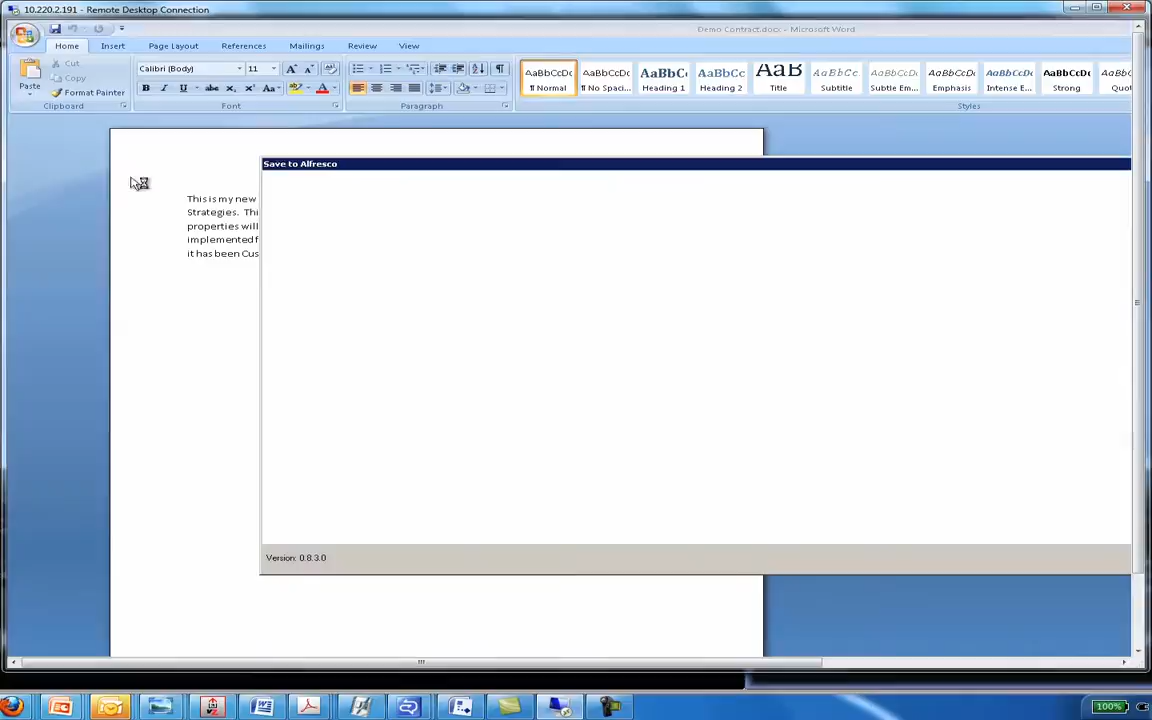 10.220.2.191 - Remote Desktop Connection
Demo Contract.docx - Microsoft Word
Home Insert Page Layout References Mailings Review View
Cut
Copy
Paste
Format Painter
Clipboard
Calibri (Body) 11
Font
Paragraph
AaBbCcDc AaBbCcDc AaBbCc AaBbCc AaB AaBbCcDc AaBbCcDc AaBbCcDc AaBbCcDc AaBbCcDc AaBbCc
¶ Normal ¶ No Spaci... Heading 1 Heading 2 Title Subtitle Subtle Em... Emphasis Intense E... Strong Quot
Styles
Save to Alfresco
This is my new
Strategies. Thi
properties will
implemented f
it has been Cus
Version: 0.8.3.0
100%